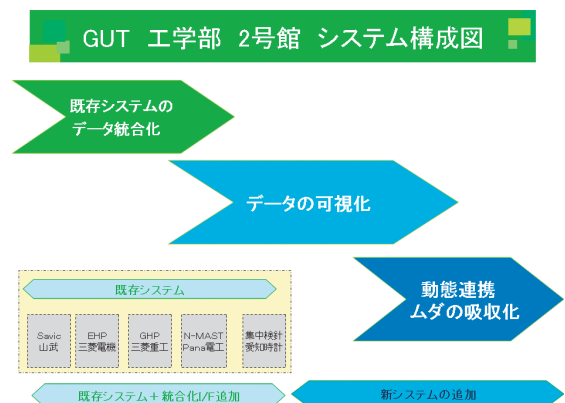 GUT 工学部 2号館 システム構成図
既存システムの
データ統合化
データの可視化
動態連携
ムダの吸収化
既存システム
Savic
山武
EHP
三菱電機
GHP
三菱重工
N-MAST
Pana電工
集中検針
愛知時計
既存システム+統合化I/F追加
新システムの追加